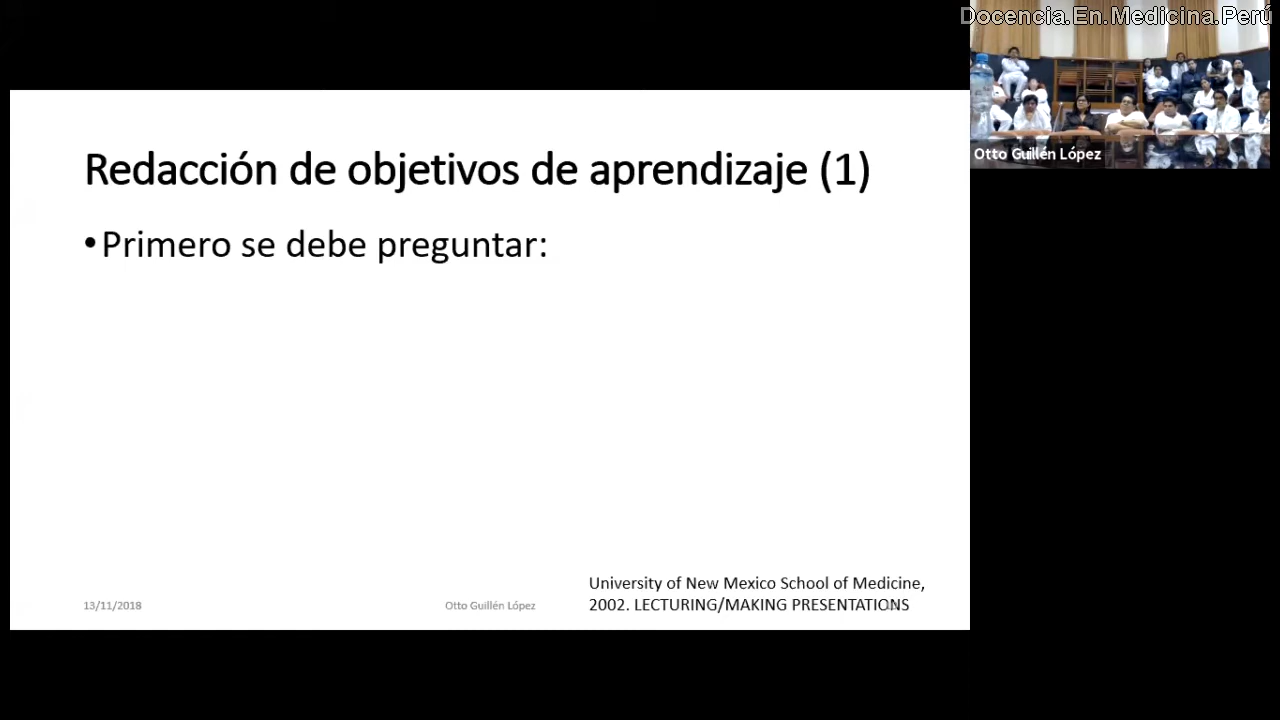 Docencia.En.Medicina.Perú
Otto Guillén López
Redacción de objetivos de aprendizaje (1)
•Primero se debe preguntar:
University of New Mexico School of Medicine,
2002. LECTURING/MAKING PRESENTATIONS
13/11/2018
Otto Guillén López